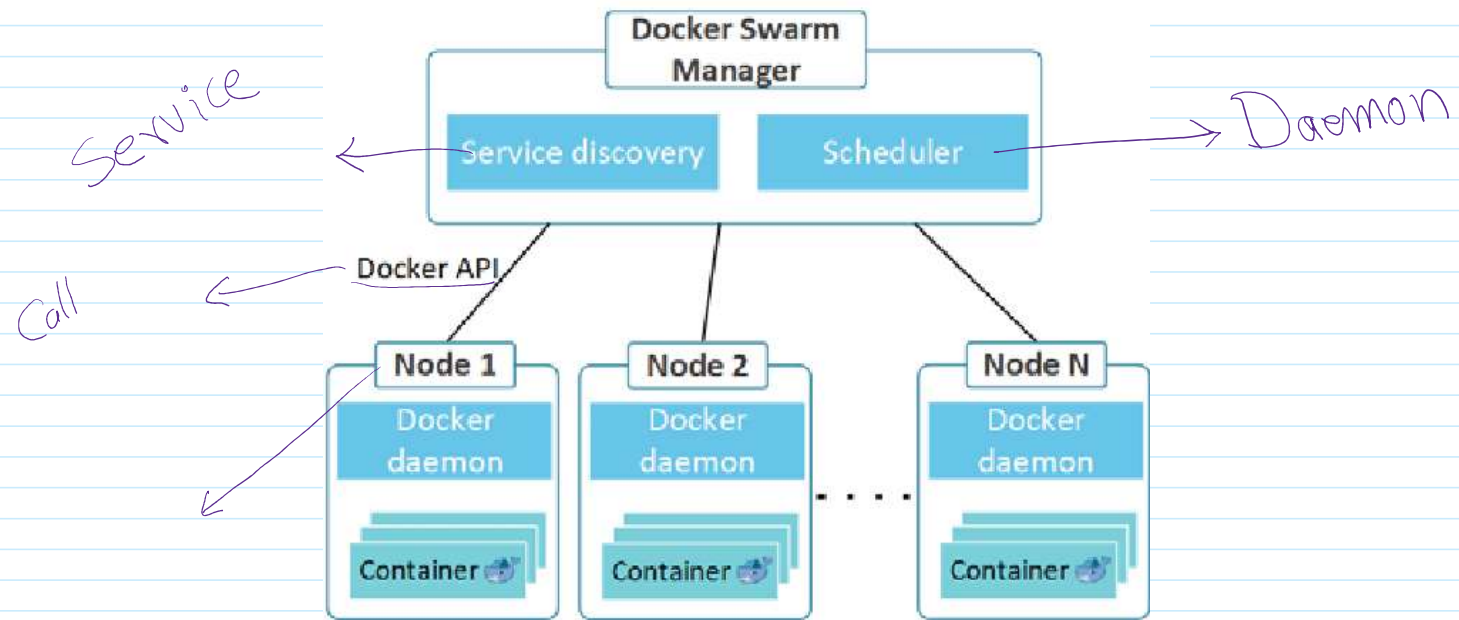 Docker Swarm
Manager
Service
Service discovery
Scheduler
Daemon
Call
Docker API
Node 1
Node 2
Node N
Docker
daemon
Docker
daemon
Docker
daemon
Container
Container
Container